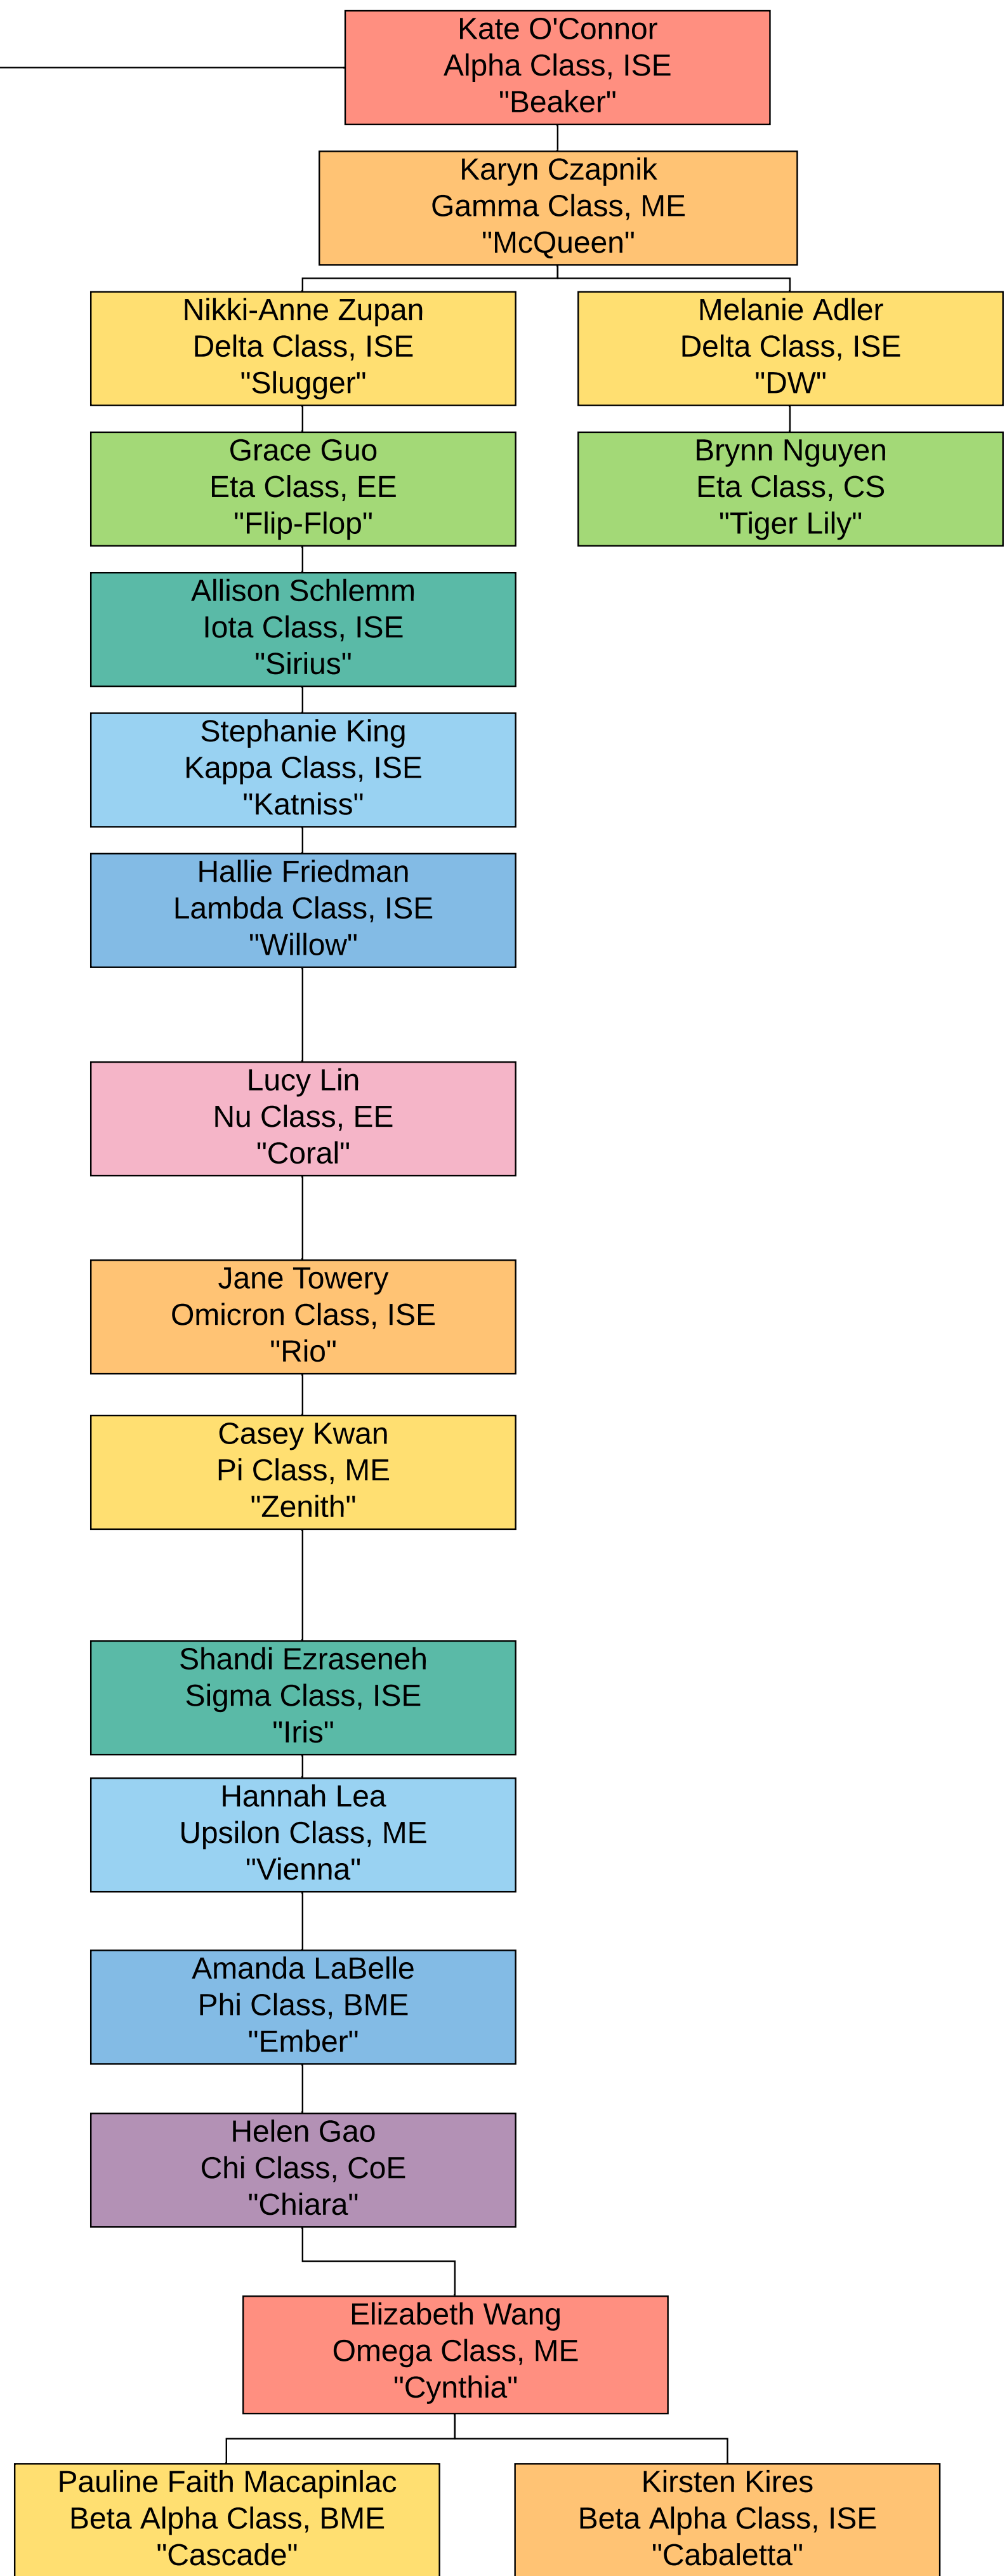 Kate O'Connor
Alpha Class, ISE
"Beaker"
Karyn Czapnik
Gamma Class, ME
"McQueen"
Nikki-Anne Zupan
Delta Class, ISE
"Slugger"
Melanie Adler
Delta Class, ISE
"DW"
Grace Guo
Eta Class, EE
"Flip-Flop"
Brynn Nguyen
Eta Class, CS
"Tiger Lily"
Allison Schlemm
Iota Class, ISE
"Sirius"
Stephanie King
Kappa Class, ISE
"Katniss"
Hallie Friedman
Lambda Class, ISE
"Willow"
Lucy Lin
Nu Class, EE
"Coral"
Jane Towery
Omicron Class, ISE
"Rio"
Casey Kwan
Pi Class, ME
"Zenith"
Shandi Ezraseneh
Sigma Class, ISE
"Iris"
Hannah Lea
Upsilon Class, ME
"Vienna"
Amanda LaBelle
Phi Class, BME
"Ember"
Helen Gao
Chi Class, CoE
"Chiara"
Elizabeth Wang
Omega Class, ME
"Cynthia"
Pauline Faith Macapinlac
Beta Alpha Class, BME
"Cascade"
Kirsten Kires
Beta Alpha Class, ISE
"Cabaletta"